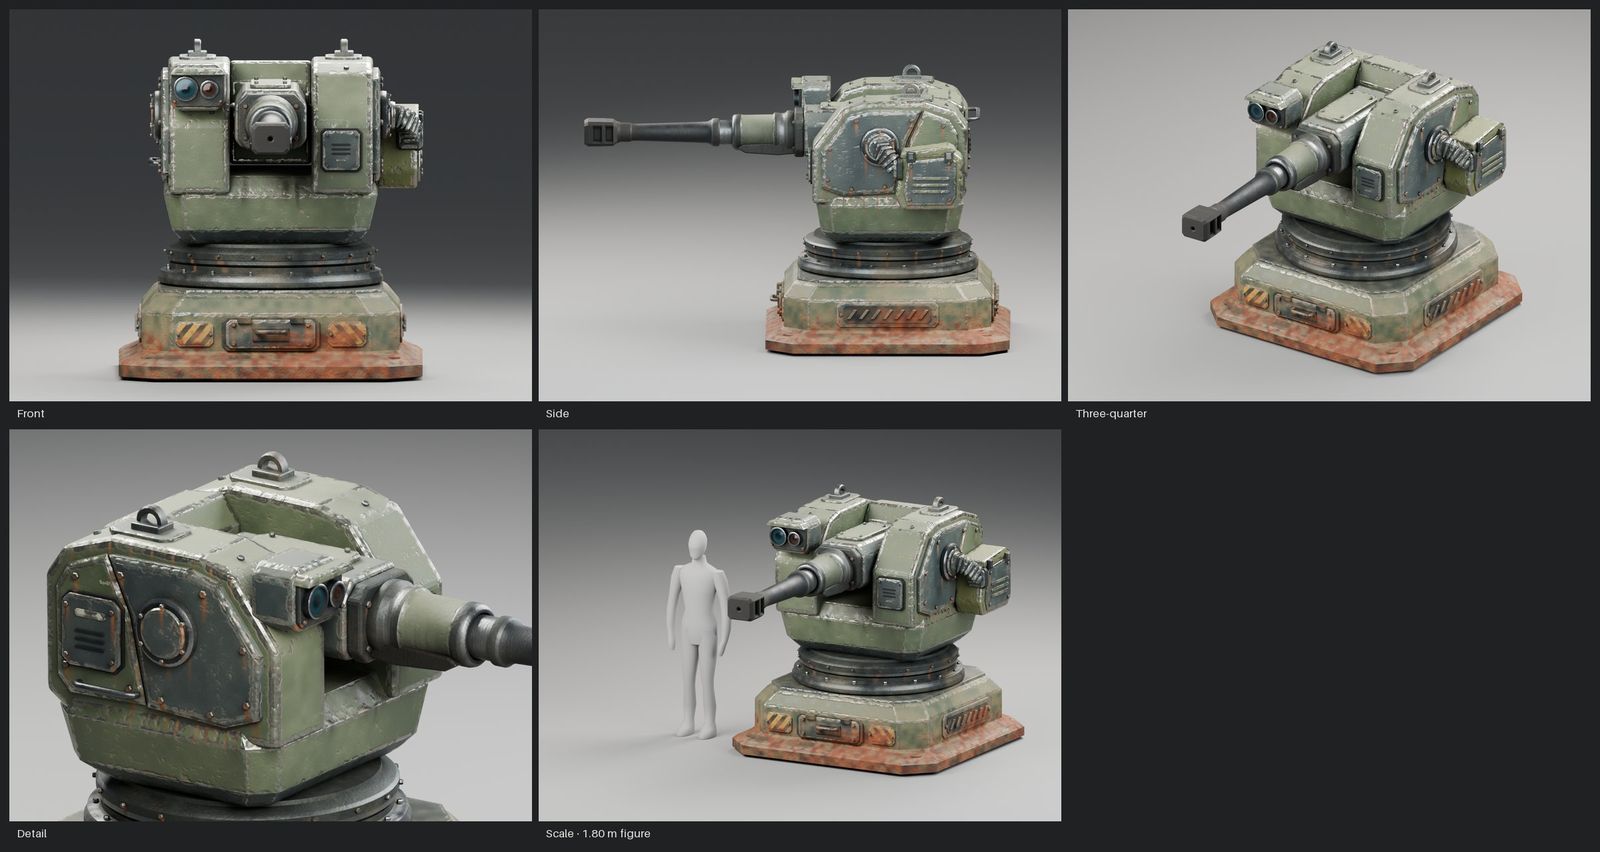 Front
Side
Three-quarter
Detail
Scale · 1.80 m figure